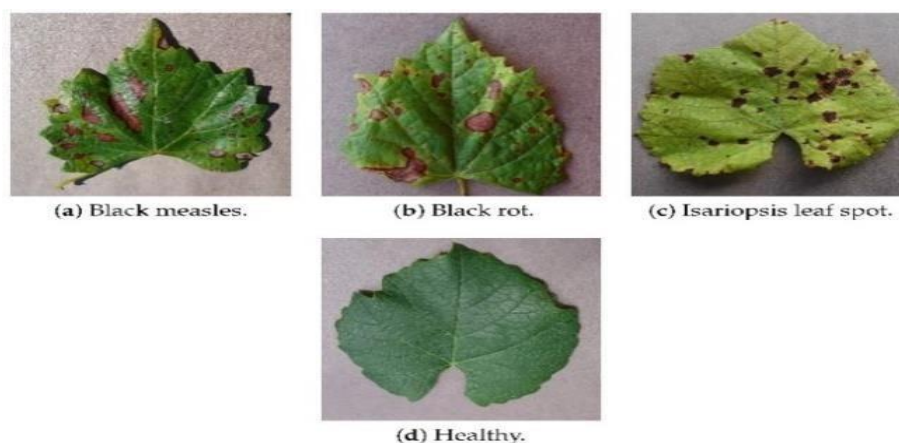 (a) Black measles.
(b) Black rot.
(c) Isariopsis leaf spot.
(d) Healthy.